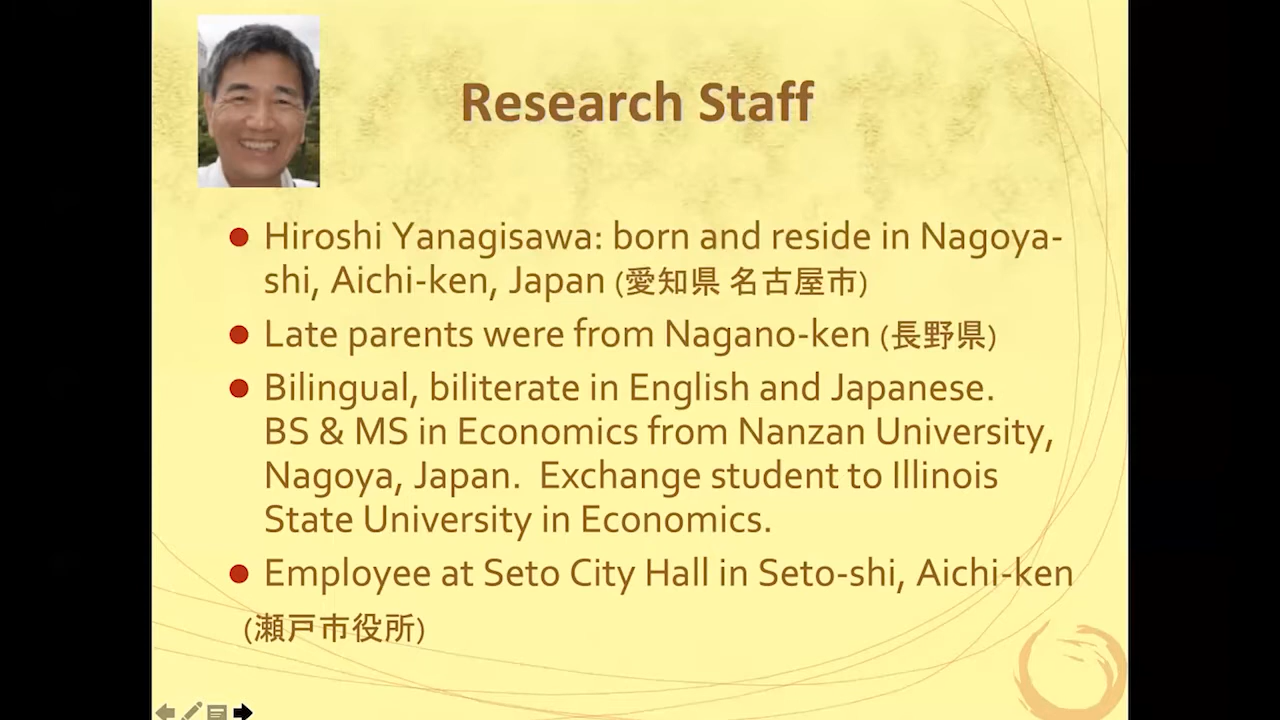 Research Staff
Hiroshi Yanagisawa: born and reside in Nagoya-
shi, Aichi-ken, Japan (愛知県 名古屋市)
Late parents were from Nagano-ken (長野県)
Bilingual, biliterate in English and Japanese.
BS & MS in Economics from Nanzan University,
Nagoya, Japan.  Exchange student to Illinois
State University in Economics.
Employee at Seto City Hall in Seto-shi, Aichi-ken
(瀬戸市役所)